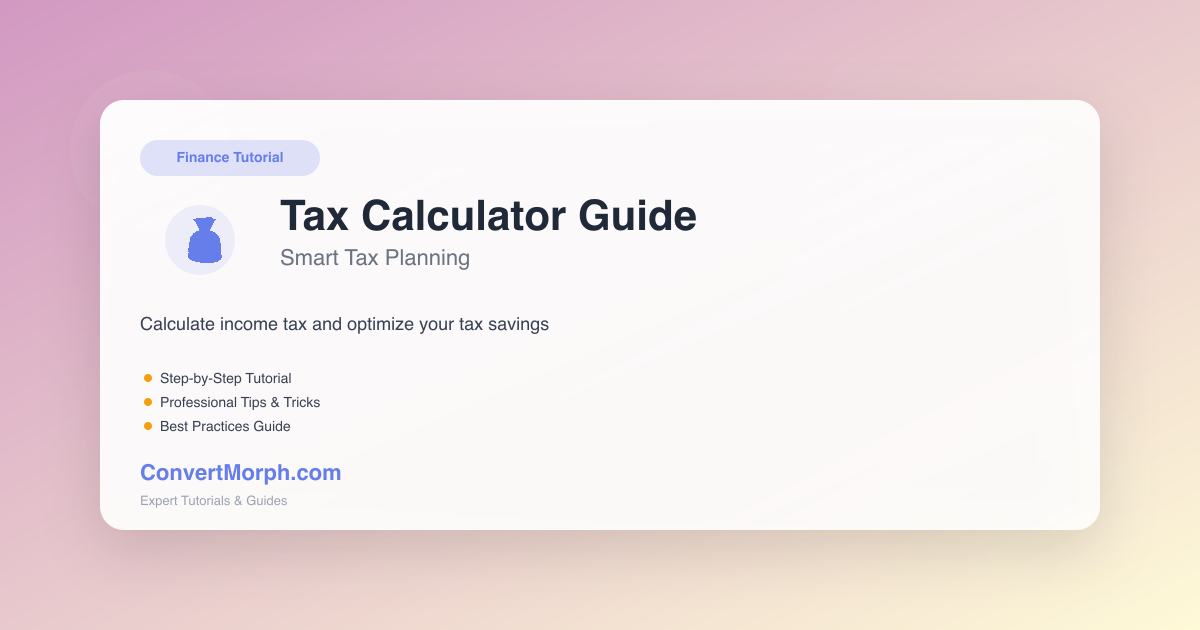 Finance Tutorial
Tax Calculator Guide
Smart Tax Planning
Calculate income tax and optimize your tax savings
Step-by-Step Tutorial
Professional Tips & Tricks
Best Practices Guide
ConvertMorph.com
Expert Tutorials & Guides